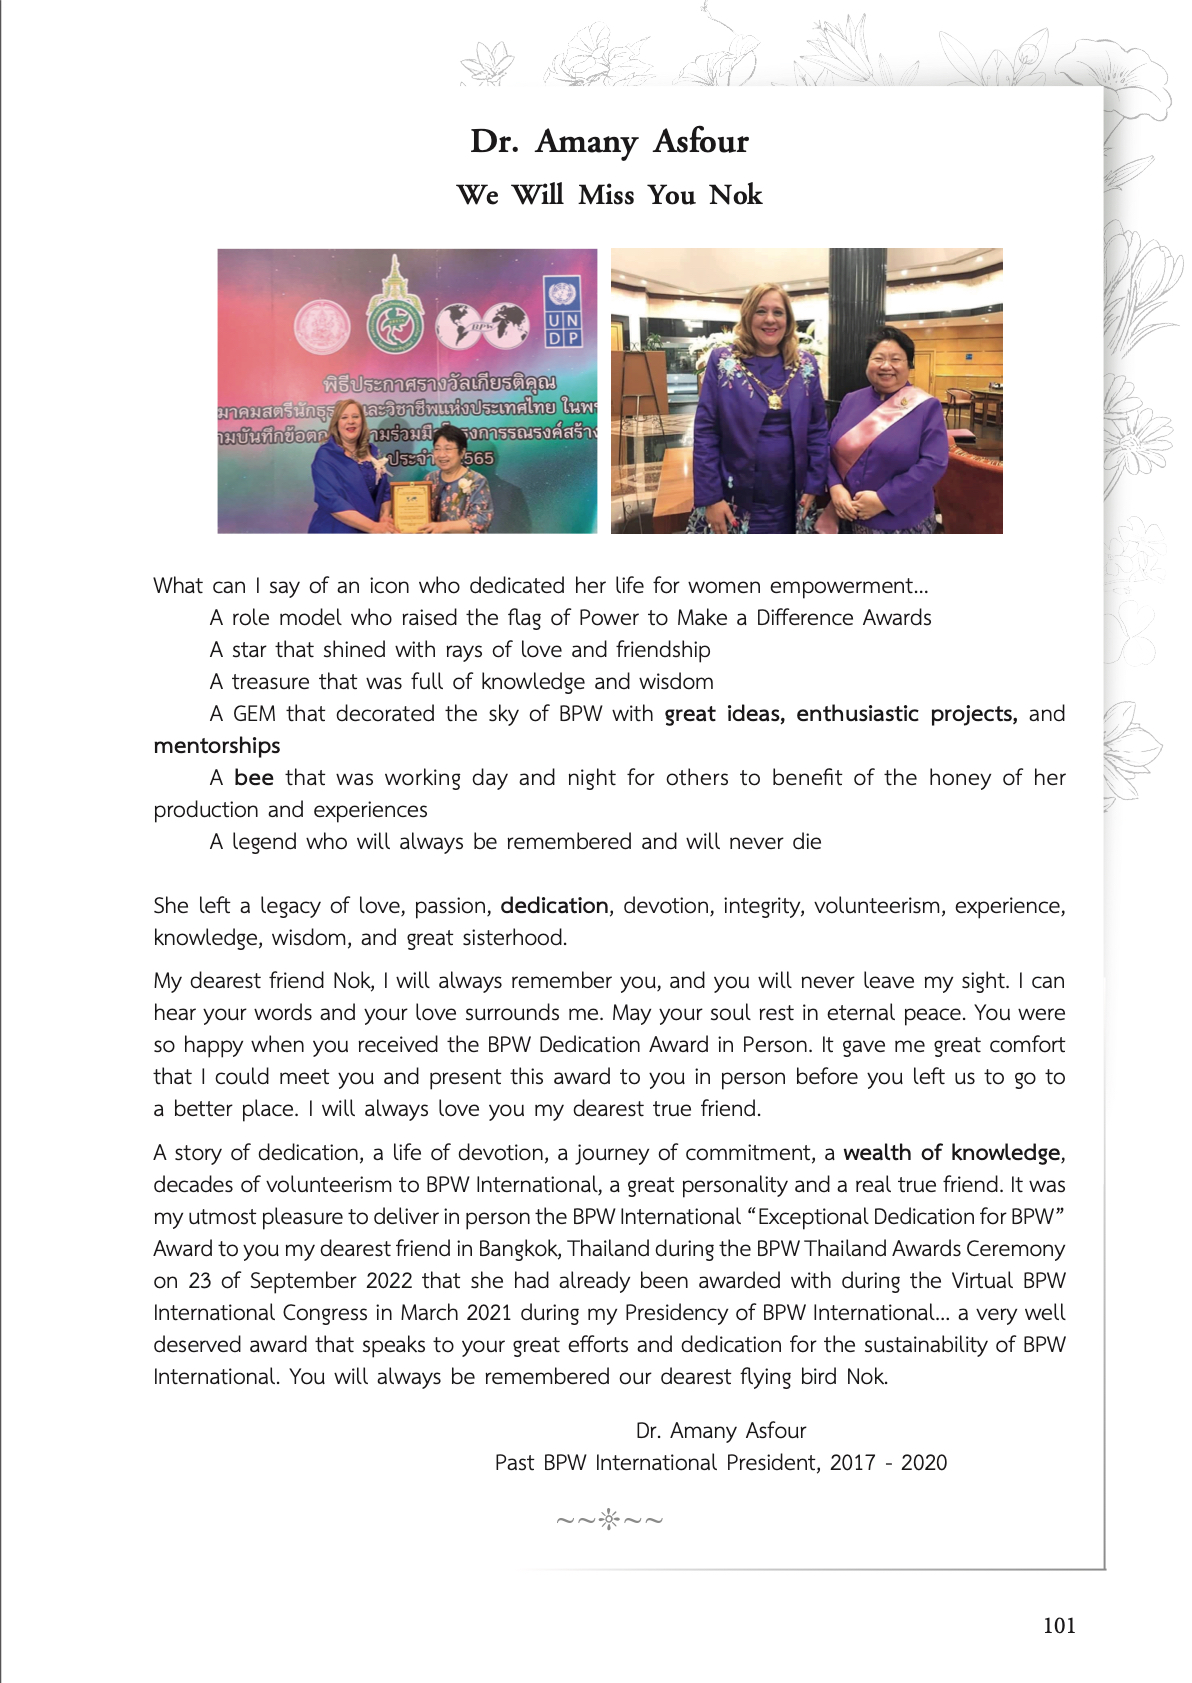 Dr. Amany Asfour
We Will Miss You Nok
BPW
UN
DP
พิธีประกาศรางวัลเกียรติคุณ
มาคมสตรีนักธุร และวิชาชีพแห่งประเทศไทย ในพร
ามบันทึกข้อตก ามร่วมมือ งการรณรงค์สร้าง
ประจำ 565
What can I say of an icon who dedicated her life for women empowerment...
A role model who raised the flag of Power to Make a Difference Awards
A star that shined with rays of love and friendship
A treasure that was full of knowledge and wisdom
A GEM that decorated the sky of BPW with great ideas, enthusiastic projects, and
mentorships
A bee that was working day and night for others to benefit of the honey of her
production and experiences
A legend who will always be remembered and will never die
She left a legacy of love, passion, dedication, devotion, integrity, volunteerism, experience,
knowledge, wisdom, and great sisterhood.
My dearest friend Nok, I will always remember you, and you will never leave my sight. I can
hear your words and your love surrounds me. May your soul rest in eternal peace. You were
so happy when you received the BPW Dedication Award in Person. It gave me great comfort
that I could meet you and present this award to you in person before you left us to go to
a better place. I will always love you my dearest true friend.
A story of dedication, a life of devotion, a journey of commitment, a wealth of knowledge,
decades of volunteerism to BPW International, a great personality and a real true friend. It was
my utmost pleasure to deliver in person the BPW International “Exceptional Dedication for BPW”
Award to you my dearest friend in Bangkok, Thailand during the BPW Thailand Awards Ceremony
on 23 of September 2022 that she had already been awarded with during the Virtual BPW
International Congress in March 2021 during my Presidency of BPW International... a very well
deserved award that speaks to your great efforts and dedication for the sustainability of BPW
International. You will always be remembered our dearest flying bird Nok.
Dr. Amany Asfour
Past BPW International President, 2017 - 2020
101